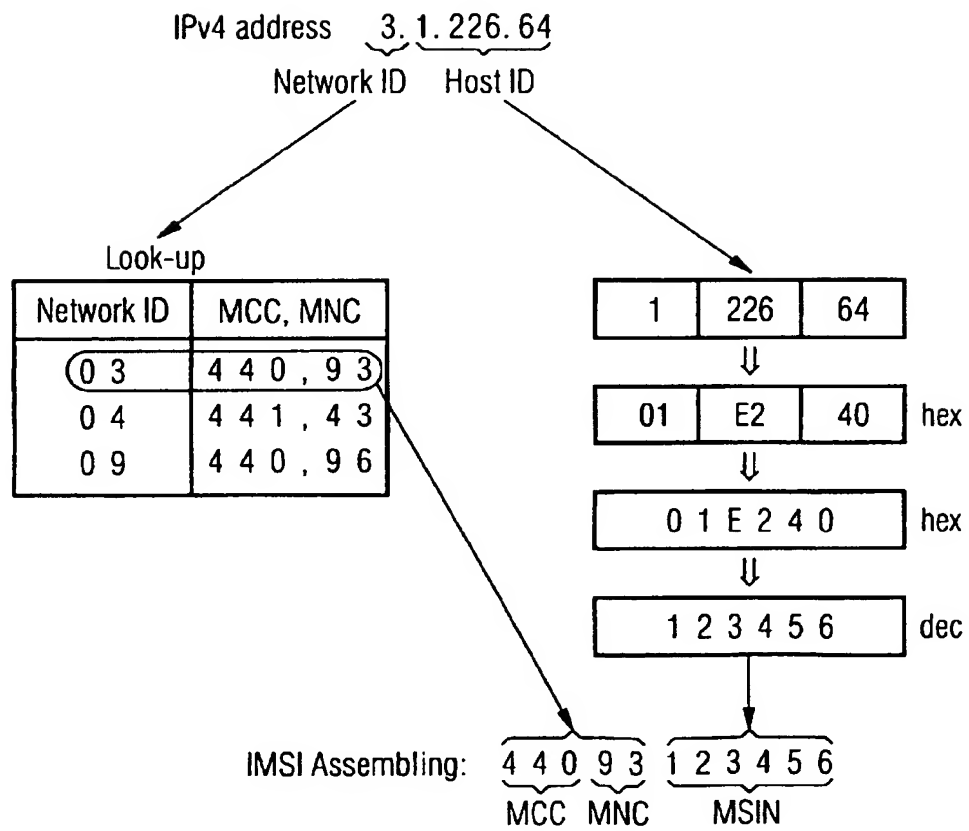 IPv4 address 3. 1. 226. 64
Network ID Host ID
Look-up
Network ID MCC, MNC
0 3 4 4 0 , 9 3
0 4 4 4 1 , 4 3
0 9 4 4 0 , 9 6
1 226 64
⇓
01 E2 40 hex
⇓
0 1 E 2 4 0 hex
⇓
1 2 3 4 5 6 dec
IMSI Assembling: 4 4 0 9 3 1 2 3 4 5 6
MCC MNC MSIN